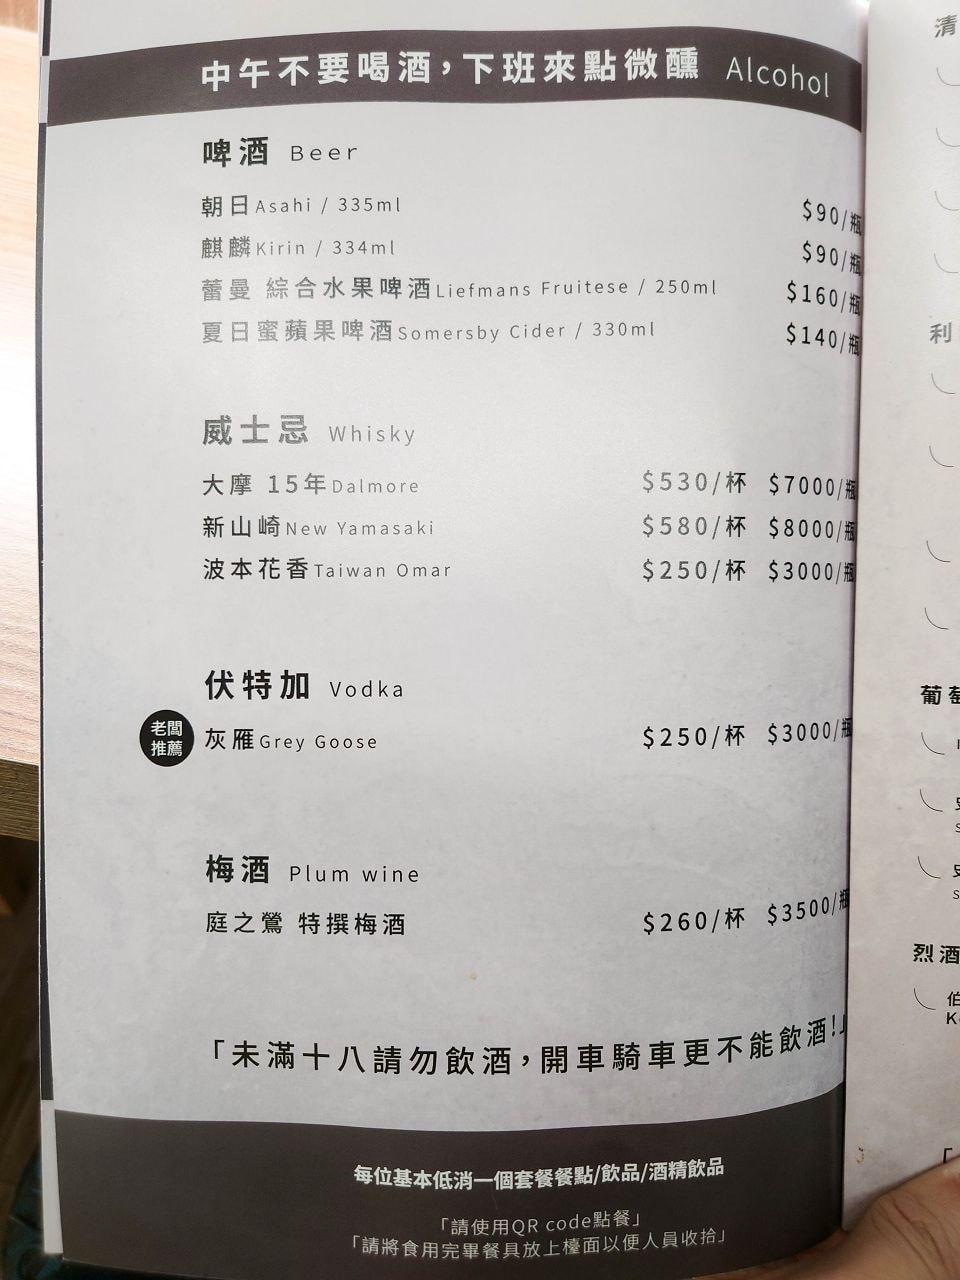 中午不要喝酒，下班來點微醺 Alcohol
啤酒 Beer
朝日Asahi / 335ml $90/瓶
麒麟Kirin / 334ml $90/瓶
蕾曼 綜合水果啤酒Liefmans Fruitese / 250ml $160/瓶
夏日蜜蘋果啤酒Somersby Cider / 330ml $140/瓶
威士忌 Whisky
大摩 15年Dalmore $530/杯 $7000/瓶
新山崎New Yamasaki $580/杯 $8000/瓶
波本花香Taiwan Omar $250/杯 $3000/瓶
伏特加 Vodka
老闆
推薦
灰雁Grey Goose $250/杯 $3000/瓶
梅酒 Plum wine
庭之鶯 特撰梅酒 $260/杯 $3500/瓶
「未滿十八請勿飲酒，開車騎車更不能飲酒!」
每位基本低消一個套餐餐點/飲品/酒精飲品
「請使用QR code點餐」
「請將食用完畢餐具放上檯面以便人員收拾」
清
利
葡萄
烈酒
伯